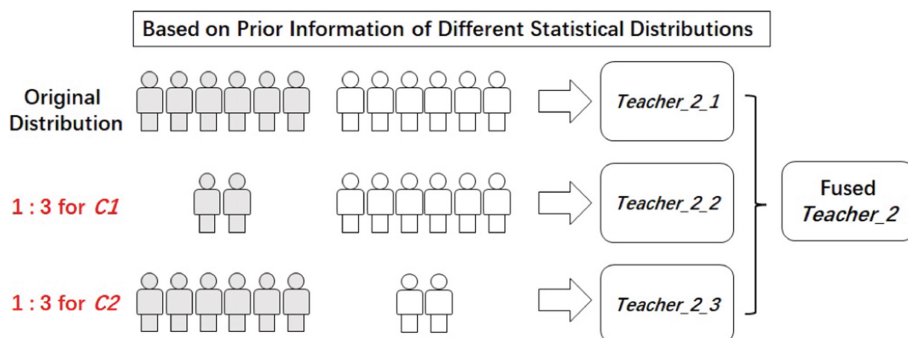 Based on Prior Information of Different Statistical Distributions
Original
Distribution
Teacher_2_1
1 : 3 for C1
Teacher_2_2
Fused
Teacher_2
1 : 3 for C2
Teacher_2_3